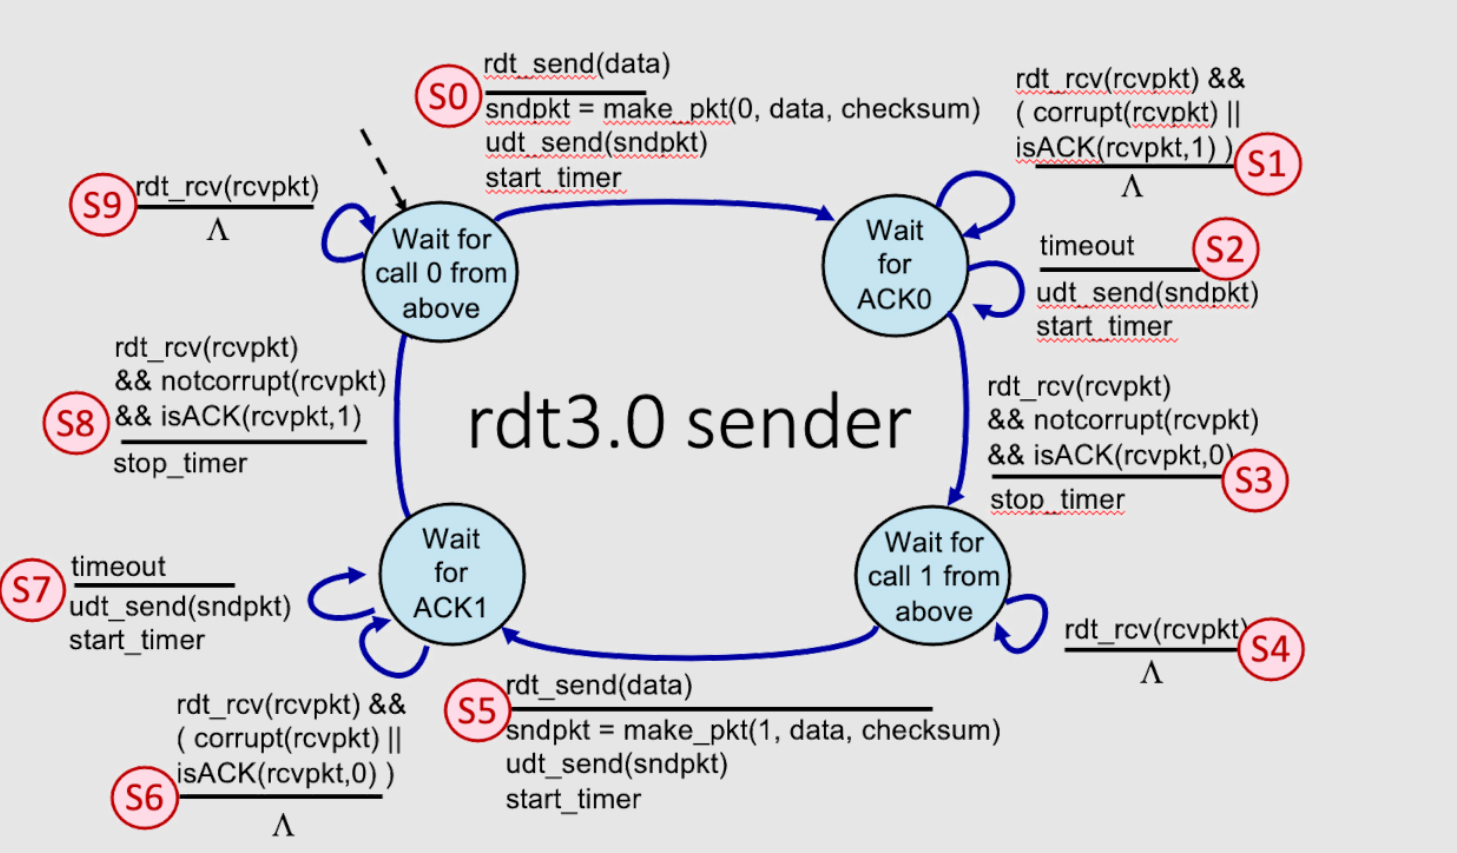 S0
rdt_send(data)
sndpkt = make_pkt(0, data, checksum)
udt_send(sndpkt)
start_timer
rdt_rcv(rcvpkt) &&
( corrupt(rcvpkt) ||
isACK(rcvpkt,1) )
S1
Λ
S9
rdt_rcv(rcvpkt)
Λ
Wait for
call 0 from
above
Wait
for
ACK0
timeout
S2
udt_send(sndpkt)
start_timer
rdt_rcv(rcvpkt)
&& notcorrupt(rcvpkt)
&& isACK(rcvpkt,1)
S8
stop_timer
rdt3.0 sender
rdt_rcv(rcvpkt)
&& notcorrupt(rcvpkt)
&& isACK(rcvpkt,0)
S3
stop_timer
Wait
for
ACK1
Wait for
call 1 from
above
S7
timeout
udt_send(sndpkt)
start_timer
rdt_rcv(rcvpkt)
S4
Λ
rdt_rcv(rcvpkt) &&
( corrupt(rcvpkt) ||
isACK(rcvpkt,0) )
S6
Λ
S5
rdt_send(data)
sndpkt = make_pkt(1, data, checksum)
udt_send(sndpkt)
start_timer